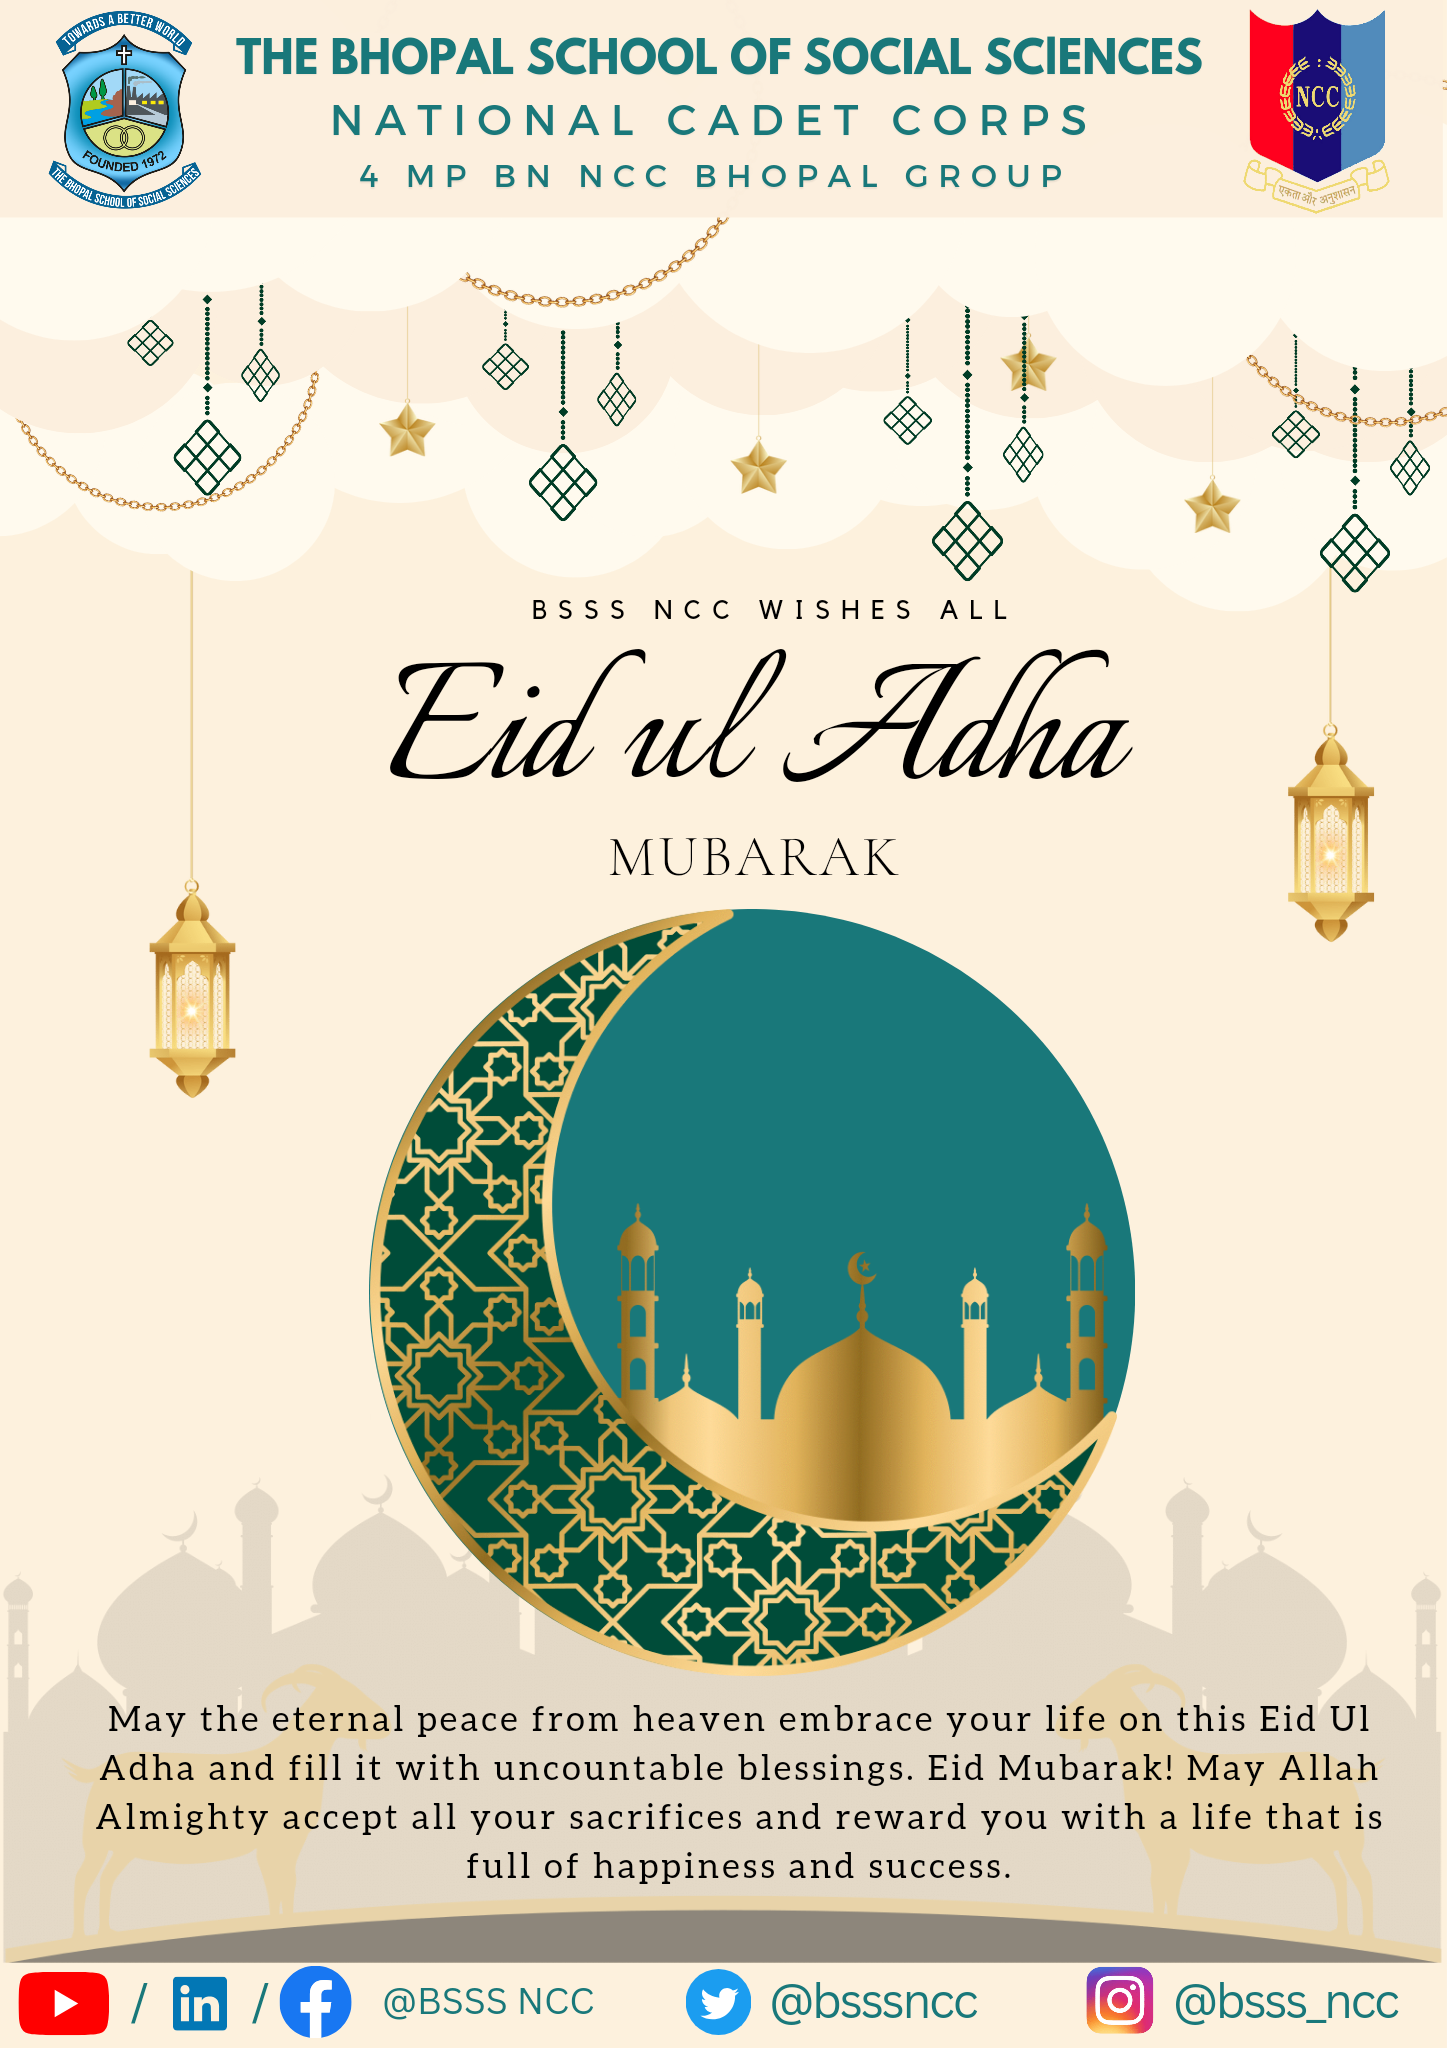 TOWARDS A BETTER WORLD
FOUNDED 1972
THE BHOPAL SCHOOL OF SOCIAL SCIENCES
THE BHOPAL SCHOOL OF SOCIAL SCIENCES
NATIONAL CADET CORPS
4 MP BN NCC BHOPAL GROUP
NCC
एकता और अनुशासन
BSSS NCC WISHES ALL
Eid ul Adha
MUBARAK
May the eternal peace from heaven embrace your life on this Eid Ul
Adha and fill it with uncountable blessings. Eid Mubarak! May Allah
Almighty accept all your sacrifices and reward you with a life that is
full of happiness and success.
/ in / f @BSSS NCC @bsssncc @bsss_ncc